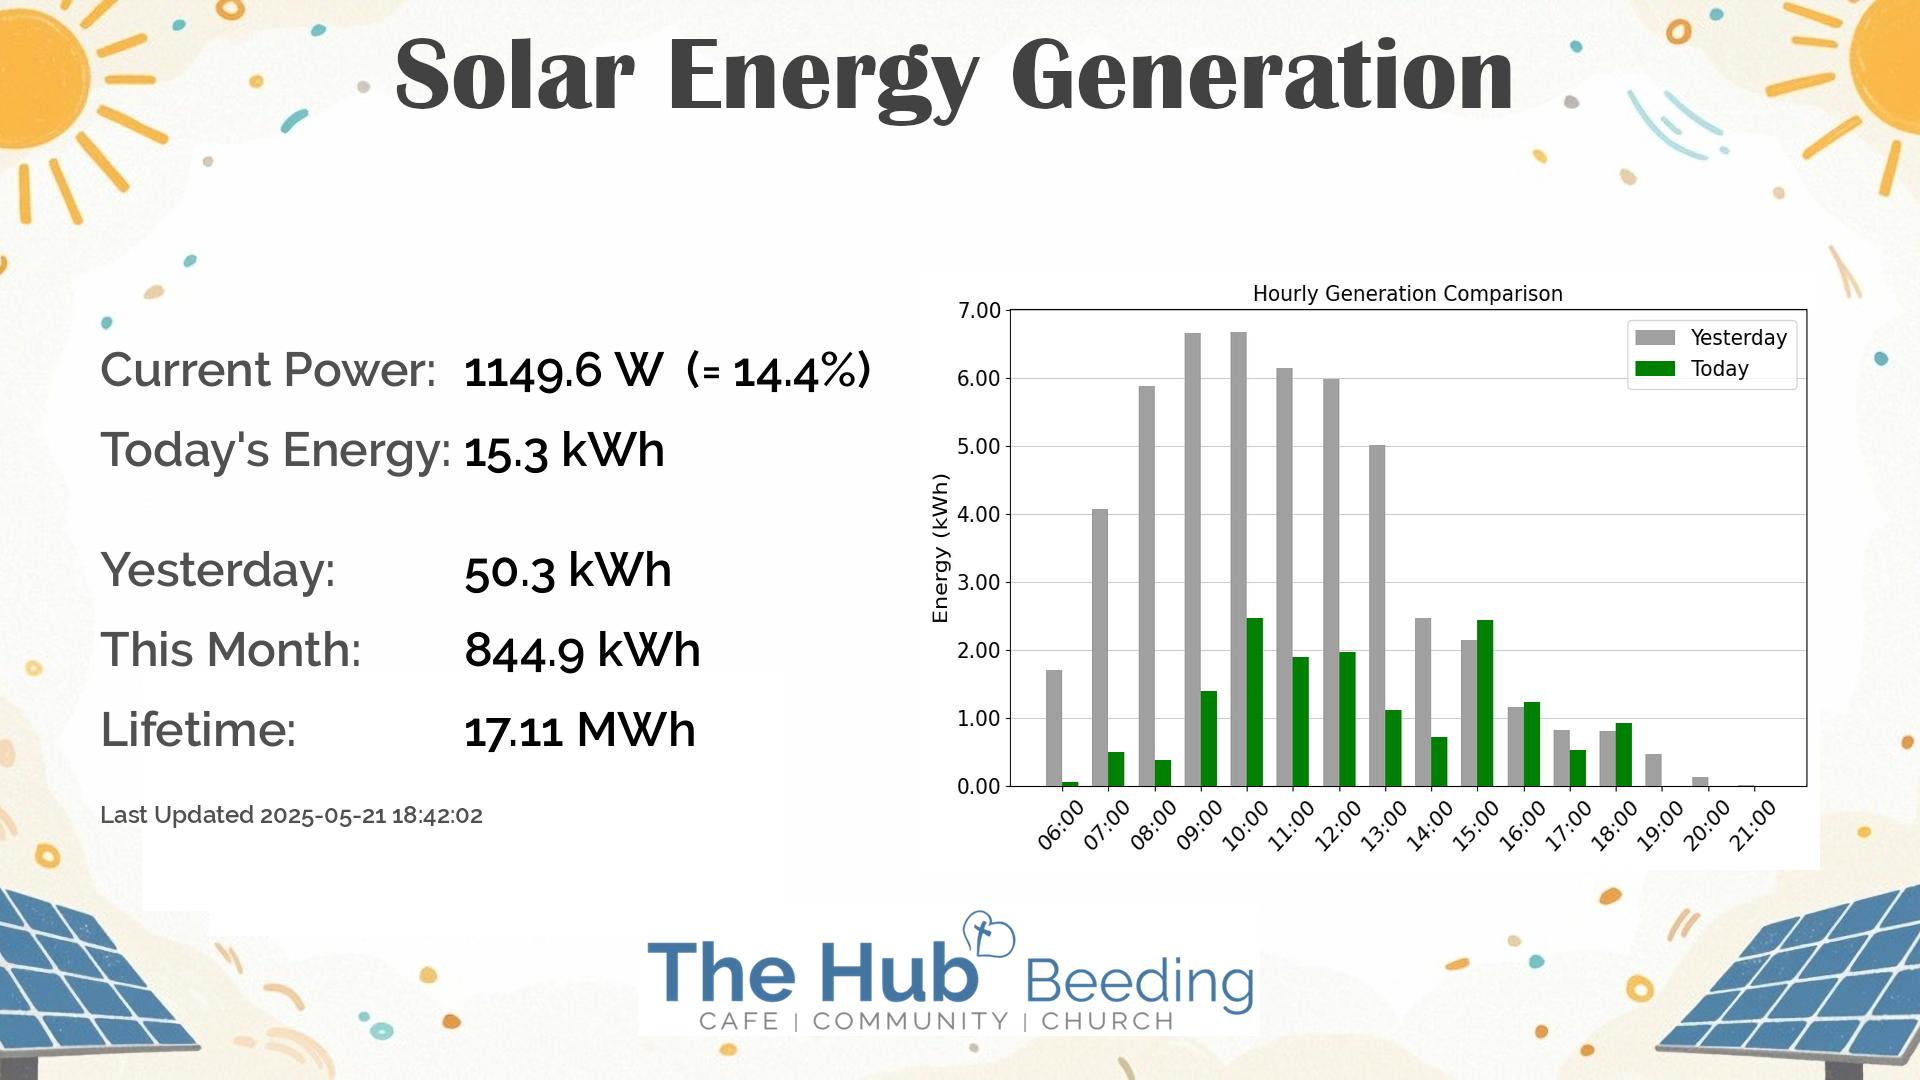 Solar Energy Generation
Current Power: 1149.6 W (= 14.4%)
Today's Energy: 15.3 kWh
Yesterday: 50.3 kWh
This Month: 844.9 kWh
Lifetime: 17.11 MWh
Last Updated 2025-05-21 18:42:02
Hourly Generation Comparison
Yesterday
Today
Energy (kWh)
7.00
6.00
5.00
4.00
3.00
2.00
1.00
0.00
06:00 07:00 08:00 09:00 10:00 11:00 12:00 13:00 14:00 15:00 16:00 17:00 18:00 19:00 20:00 21:00
The Hub Beeding
CAFE | COMMUNITY | CHURCH